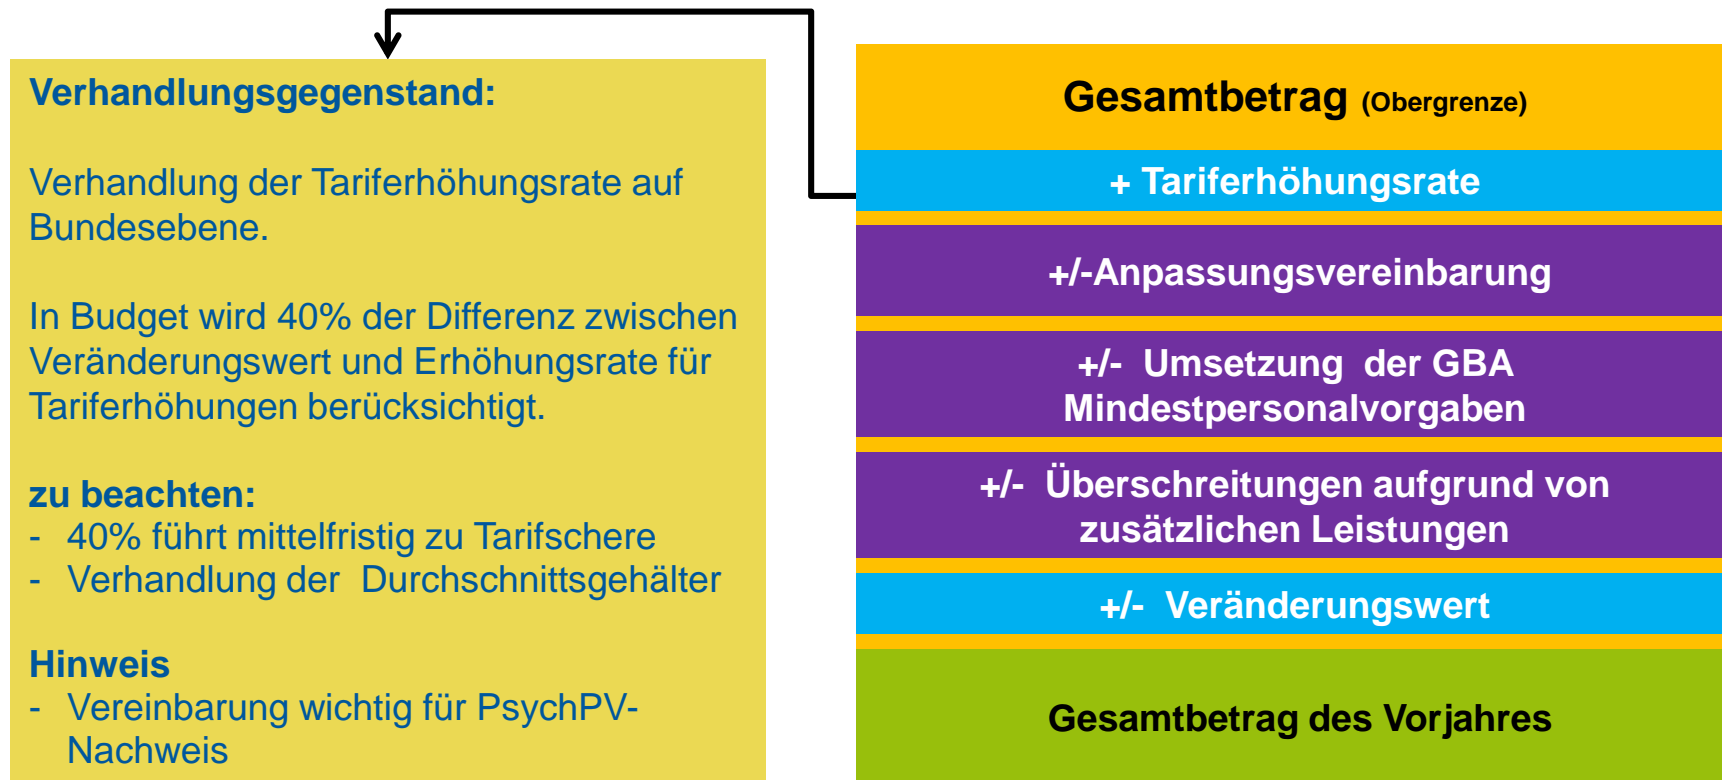 Verhandlungsgegenstand:
Verhandlung der Tariferhöhungsrate auf
Bundesebene.
In Budget wird 40% der Differenz zwischen
Veränderungswert und Erhöhungsrate für
Tariferhöhungen berücksichtigt.
zu beachten:
- 40% führt mittelfristig zu Tarifschere
- Verhandlung der Durchschnittsgehälter
Hinweis
- Vereinbarung wichtig für PsychPV-
Nachweis
Gesamtbetrag (Obergrenze)
+ Tariferhöhungsrate
+/-Anpassungsvereinbarung
+/- Umsetzung der GBA
Mindestpersonalvorgaben
+/- Überschreitungen aufgrund von
zusätzlichen Leistungen
+/- Veränderungswert
Gesamtbetrag des Vorjahres